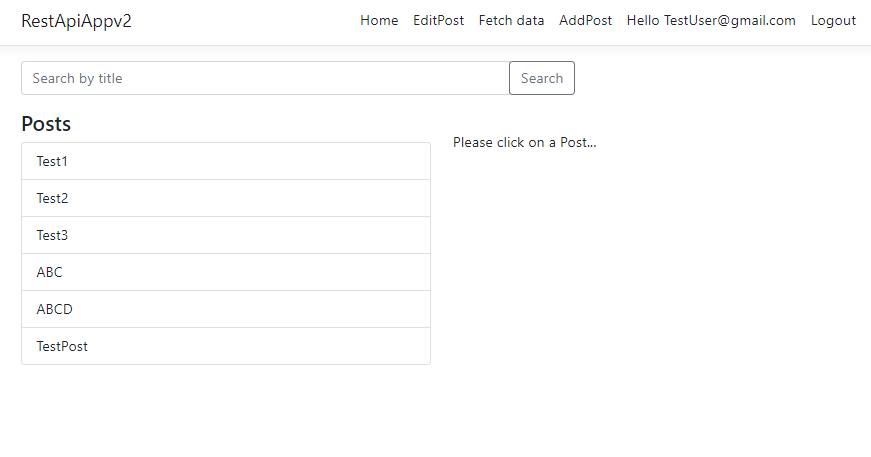 RestApiAppv2 Home EditPost Fetch data AddPost Hello TestUser@gmail.com Logout
Search by title Search
Posts
Please click on a Post...
Test1
Test2
Test3
ABC
ABCD
TestPost